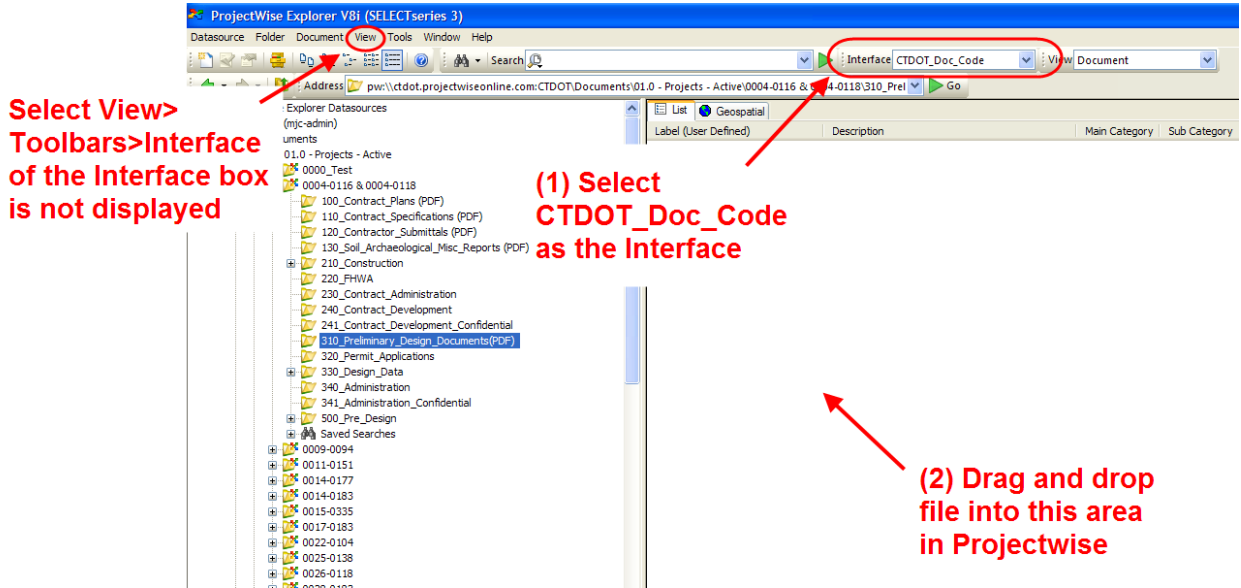 ProjectWise Explorer V8i (SELECTseries 3)
Datasource Folder Document View Tools Window Help
Search Interface CTDOT_Doc_Code View Document
Address pw:\\ctdot.projectwiseonline.com:CTDOT\Documents\01.0 - Projects - Active\0004-0116 & 0004-0118\310_Prel Go
Select View>
Toolbars>Interface
of the Interface box
is not displayed
Explorer Datasources
(mjc-admin)
uments
01.0 - Projects - Active
0000_Test
0004-0116 & 0004-0118
100_Contract_Plans (PDF)
110_Contract_Specifications (PDF)
120_Contractor_Submittals (PDF)
130_Soil_Archaeological_Misc_Reports (PDF)
210_Construction
220_FHWA
230_Contract_Administration
240_Contract_Development
241_Contract_Development_Confidential
310_Preliminary_Design_Documents(PDF)
320_Permit_Applications
330_Design_Data
340_Administration
341_Administration_Confidential
500_Pre_Design
Saved Searches
0009-0094
0011-0151
0014-0177
0014-0183
0015-0335
0017-0183
0022-0104
0025-0138
0026-0118
List Geospatial
Label (User Defined) Description Main Category Sub Category
(1) Select
CTDOT_Doc_Code
as the Interface
(2) Drag and drop
file into this area
in Projectwise